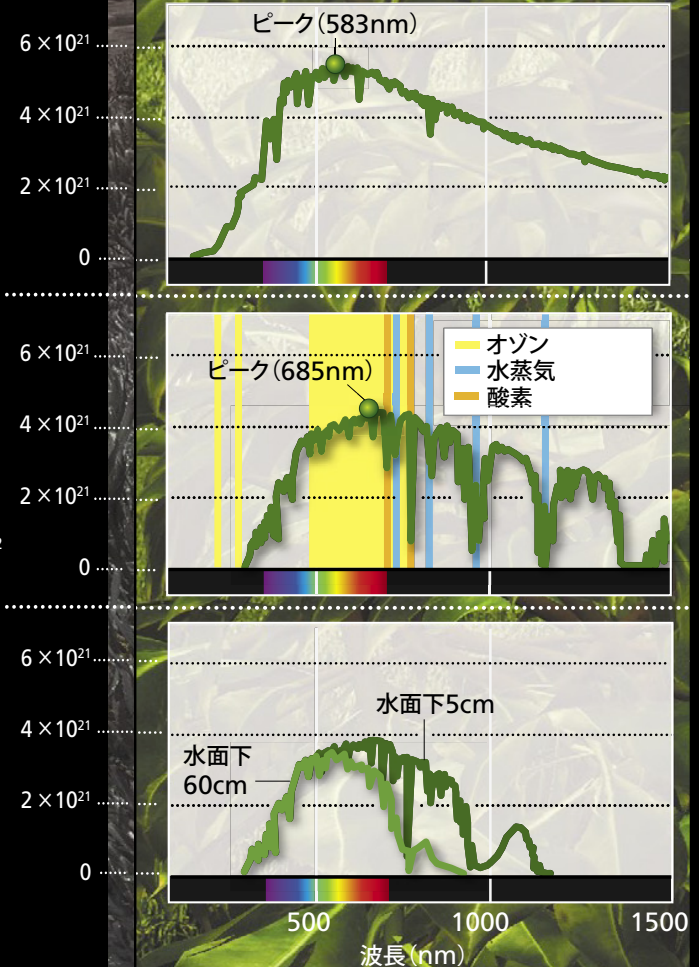 ピーク（583nm）
6×10²¹
4×10²¹
2×10²¹
0
オゾン
水蒸気
酸素
ピーク（685nm）
6×10²¹
4×10²¹
2×10²¹
2
0
水面下5cm
水面下
60cm
6×10²¹
4×10²¹
2×10²¹
0
500
1000
1500
波長（nm）